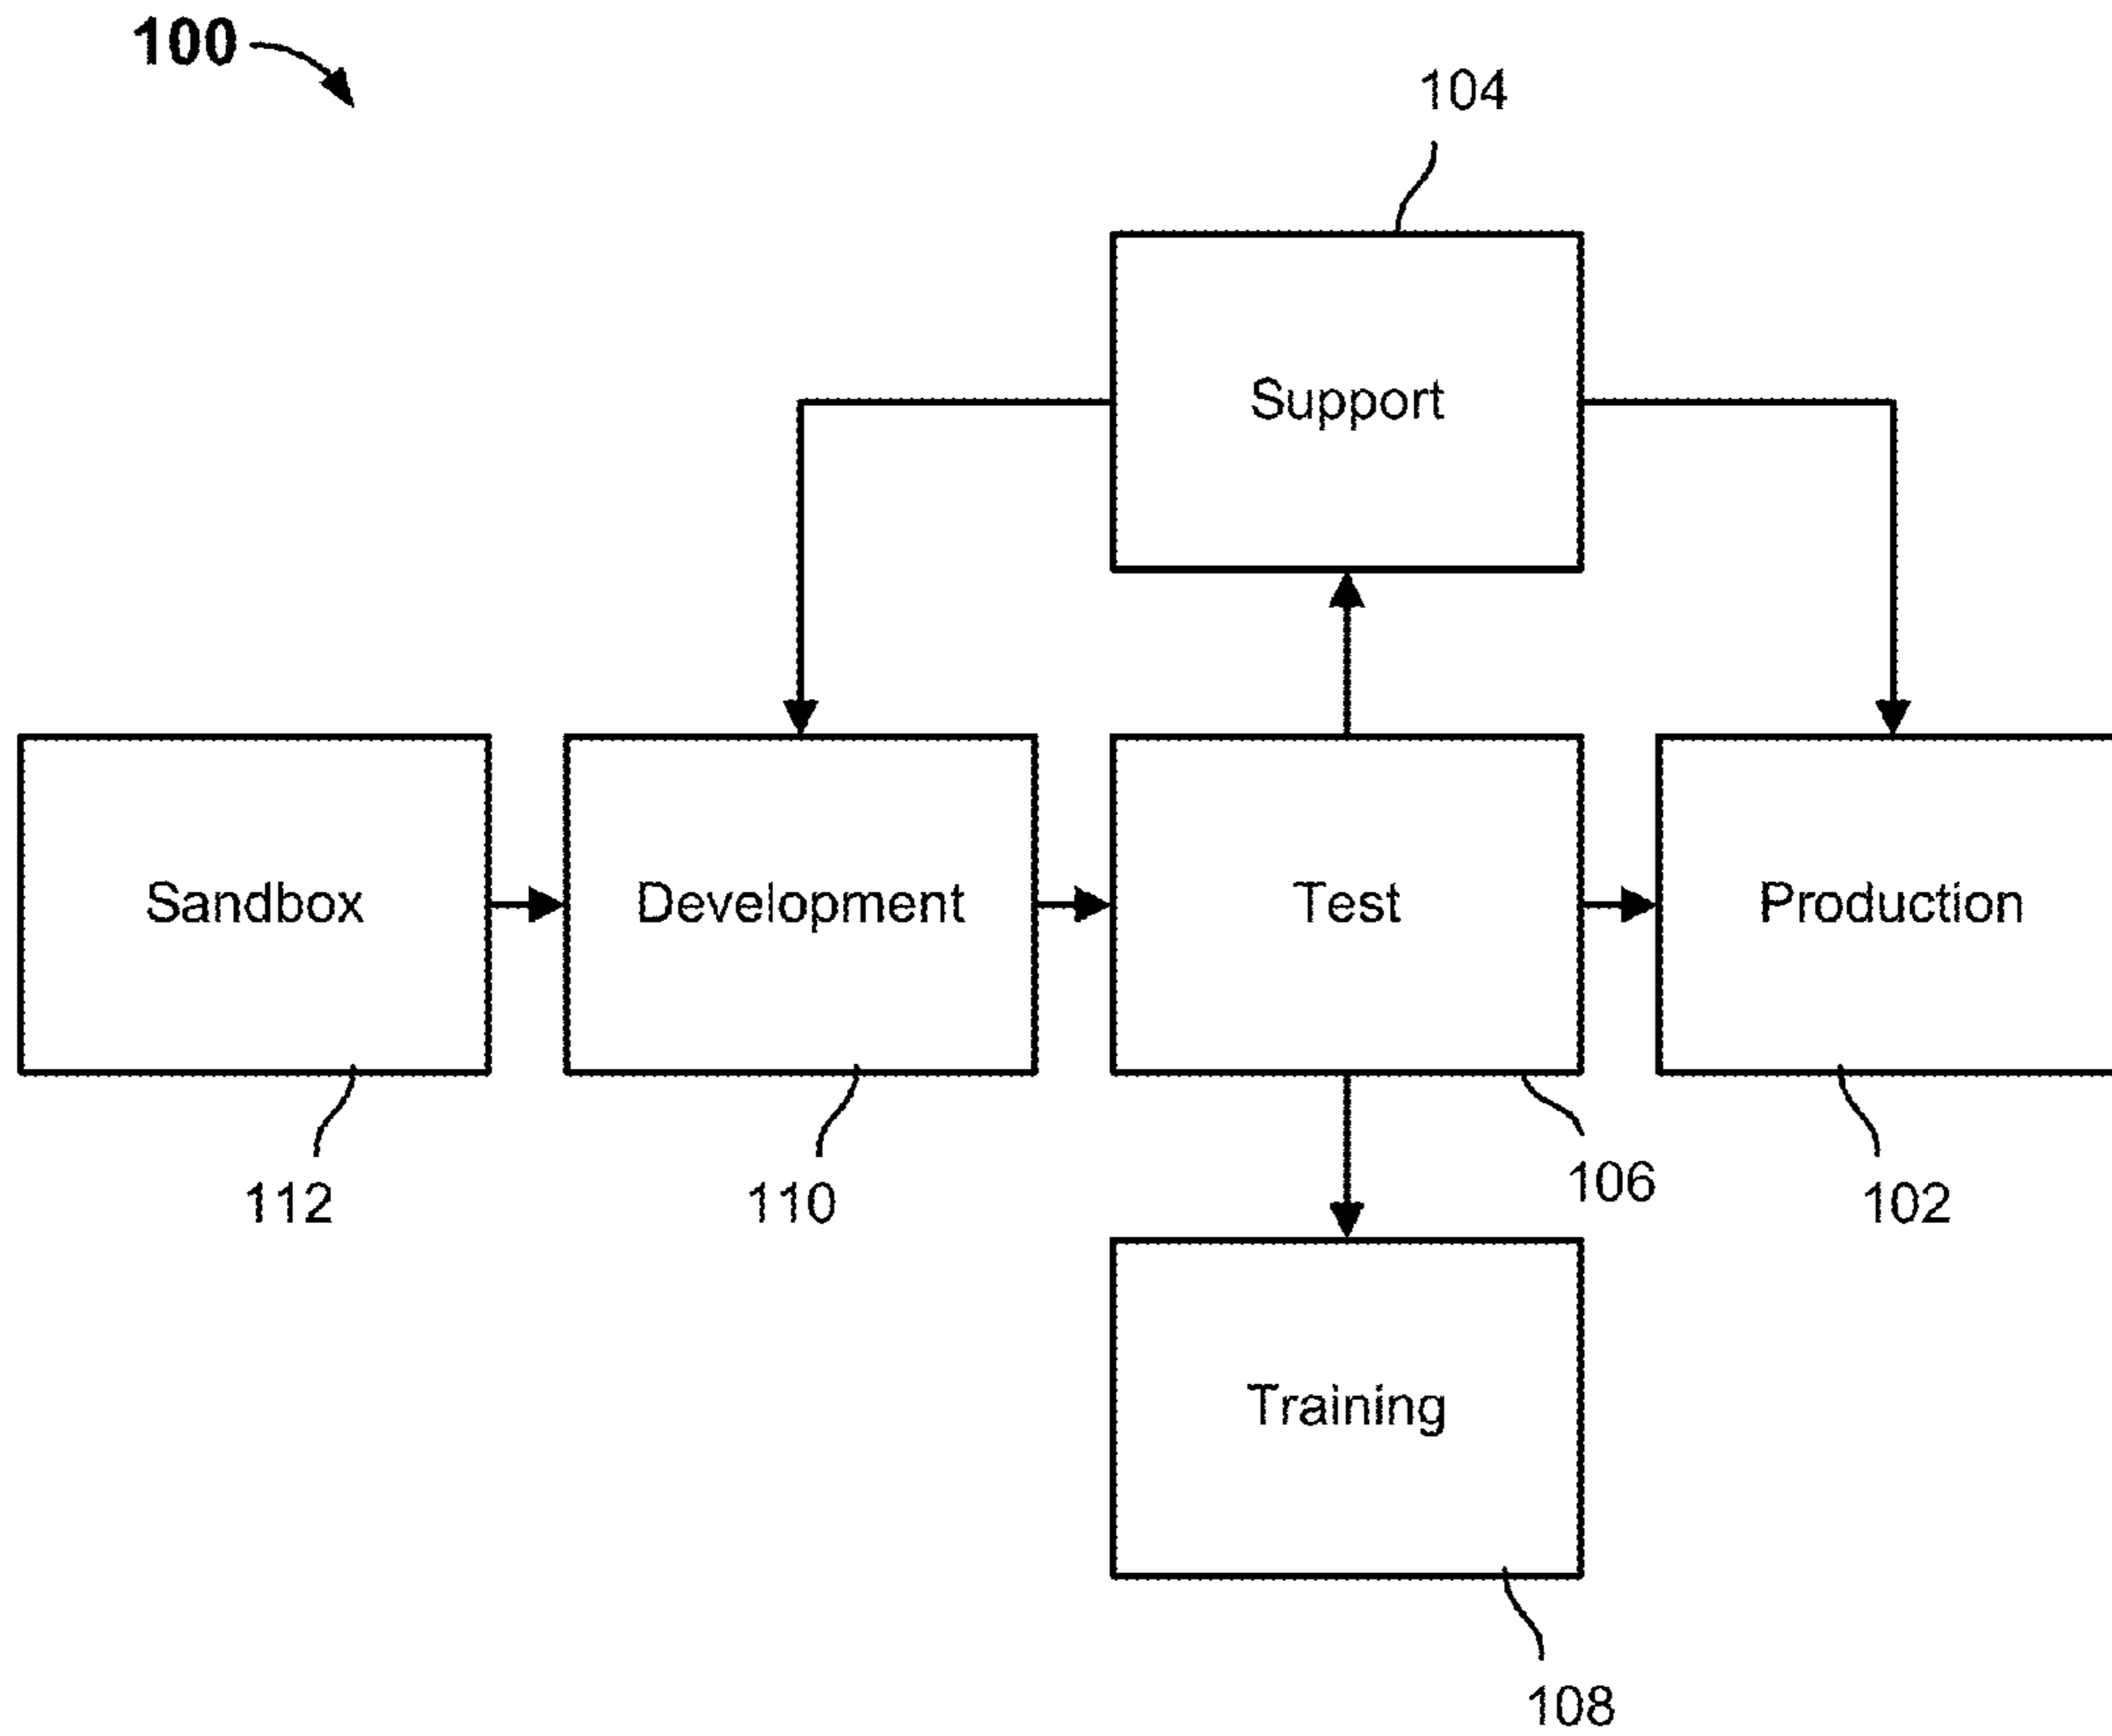 100
104
Support
Sandbox
Development
Test
Production
112
110
106
102
Training
108